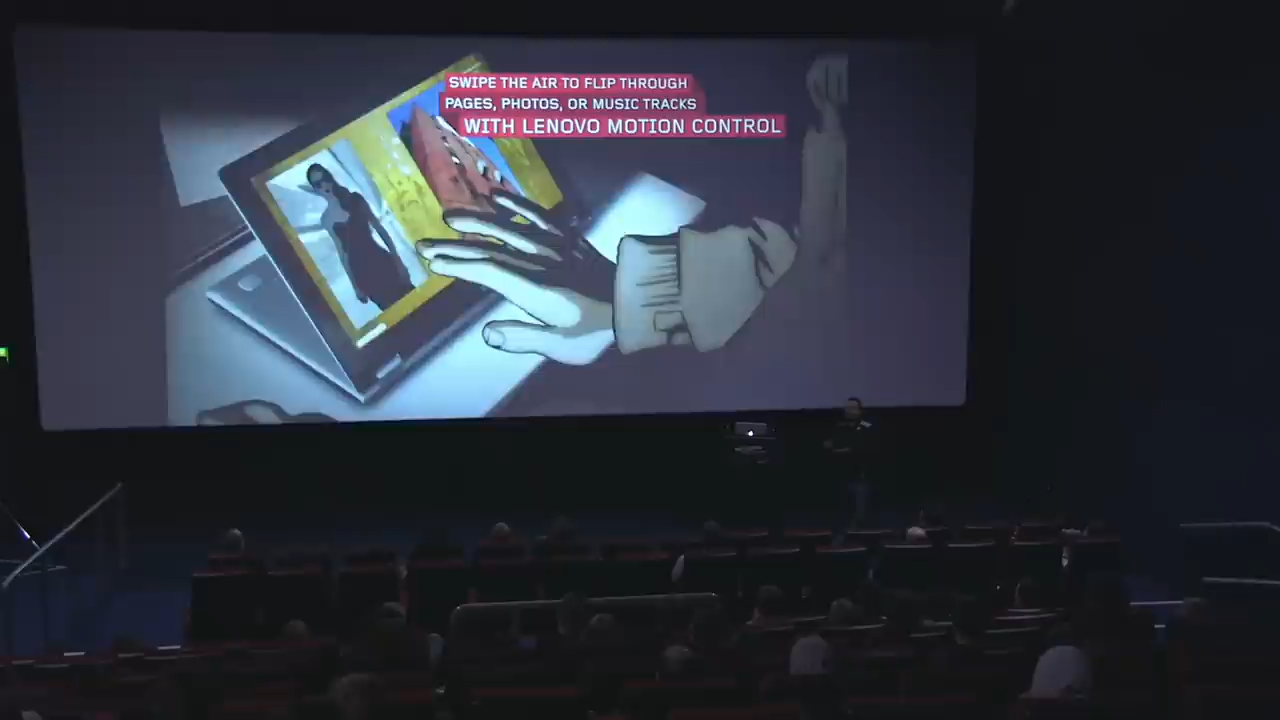 SWIPE THE AIR TO FLIP THROUGH
PAGES, PHOTOS, OR MUSIC TRACKS
WITH LENOVO MOTION CONTROL